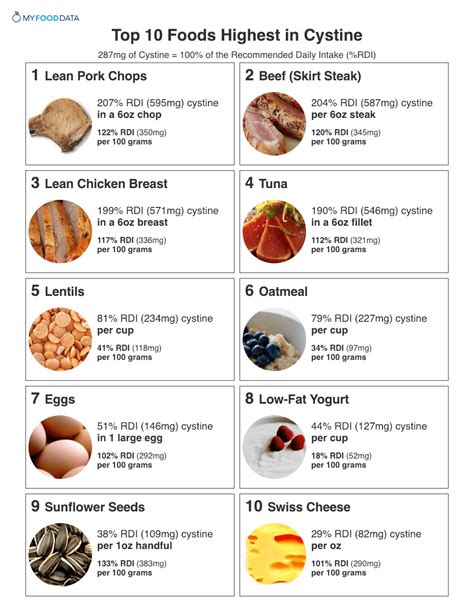 MYFOODDATA
Top 10 Foods Highest in Cystine
287mg of Cystine = 100% of the Recommended Daily Intake (%RDI)
1 Lean Pork Chops
207% RDI (595mg) cystine
in a 6oz chop
122% RDI (350mg)
per 100 grams
2 Beef (Skirt Steak)
204% RDI (587mg) cystine
per 6oz steak
120% RDI (345mg)
per 100 grams
3 Lean Chicken Breast
199% RDI (571mg) cystine
in a 6oz breast
117% RDI (336mg)
per 100 grams
4 Tuna
190% RDI (546mg) cystine
in a 6oz fillet
112% RDI (321mg)
per 100 grams
5 Lentils
81% RDI (234mg) cystine
per cup
41% RDI (118mg)
per 100 grams
6 Oatmeal
79% RDI (227mg) cystine
per cup
34% RDI (97mg)
per 100 grams
7 Eggs
51% RDI (146mg) cystine
in 1 large egg
102% RDI (292mg)
per 100 grams
8 Low-Fat Yogurt
44% RDI (127mg) cystine
per cup
18% RDI (52mg)
per 100 grams
9 Sunflower Seeds
38% RDI (109mg) cystine
per 1oz handful
133% RDI (383mg)
per 100 grams
10 Swiss Cheese
29% RDI (82mg) cystine
per oz
101% RDI (290mg)
per 100 grams